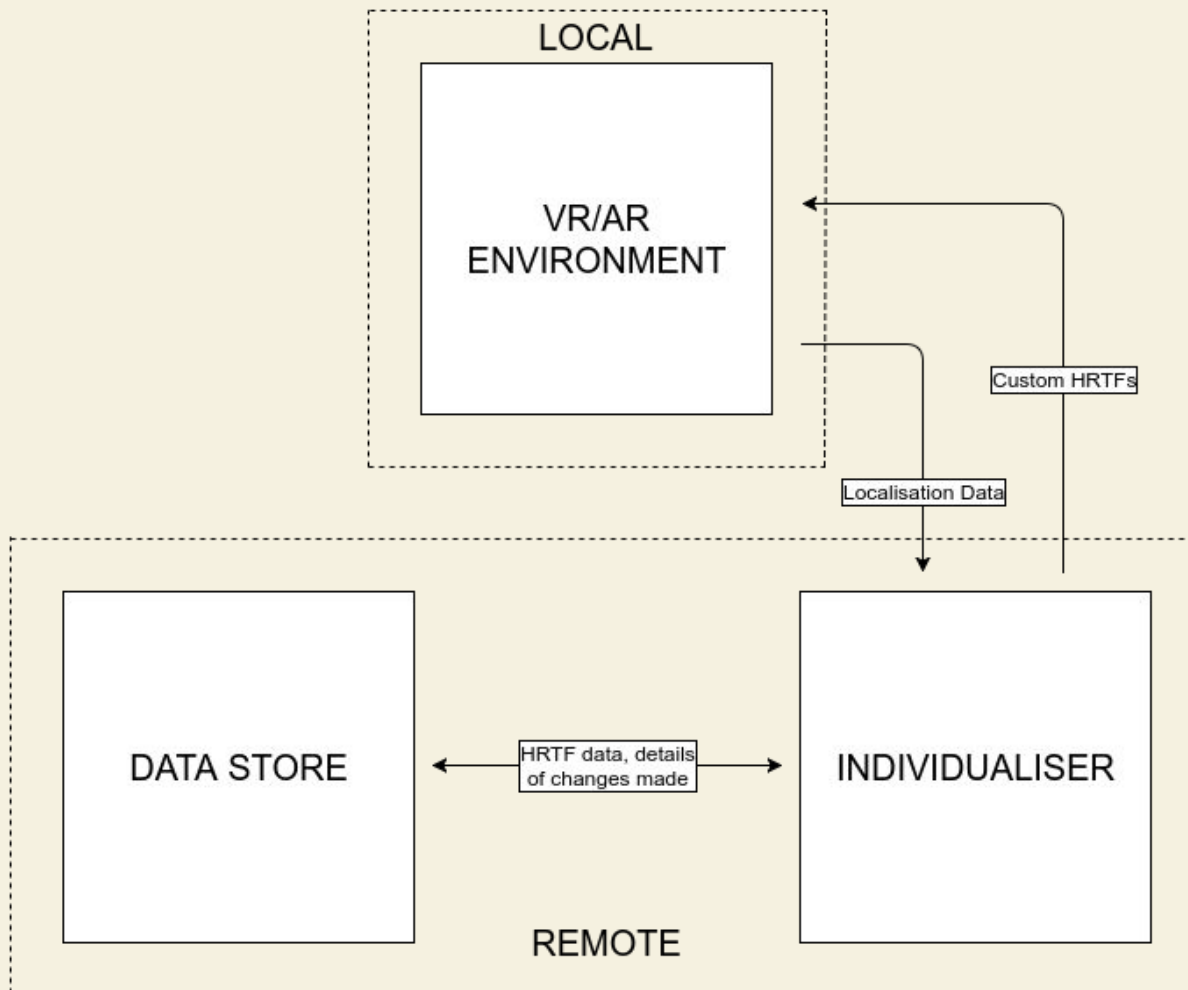 LOCAL
VR/AR
ENVIRONMENT
Custom HRTFs
Localisation Data
DATA STORE
HRTF data, details
of changes made
INDIVIDUALISER
REMOTE